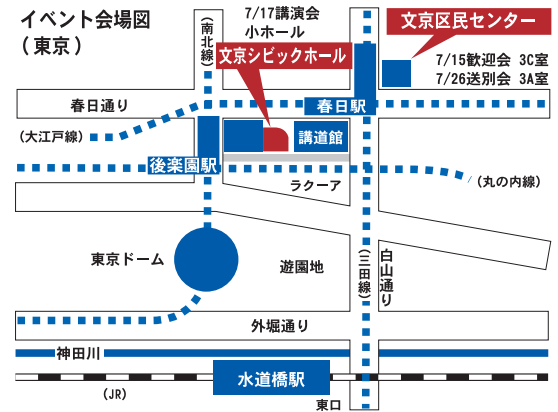 イベント会場図
(東京)
(南北線)
7/17講演会
小ホール
文京シビックホール
文京区民センター
7/15歓迎会 3C室
7/26送別会 3A室
春日通り
春日駅
(大江戸線)
講道館
後楽園駅
ラクーア
(丸の内線)
東京ドーム
遊園地
(三田線)
白山通り
外堀通り
神田川
水道橋駅
(JR)
東口